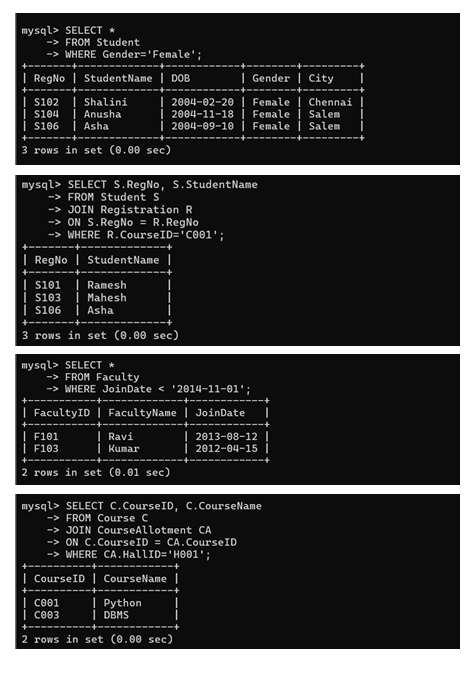 mysql> SELECT *
    -> FROM Student
    -> WHERE Gender='Female';
+-------+-------------+------------+--------+---------+
| RegNo | StudentName | DOB        | Gender | City    |
+-------+-------------+------------+--------+---------+
| S102  | Shalini     | 2004-02-20 | Female | Chennai |
| S104  | Anusha      | 2004-11-18 | Female | Salem   |
| S106  | Asha        | 2004-09-10 | Female | Salem   |
+-------+-------------+------------+--------+---------+
3 rows in set (0.00 sec)
mysql> SELECT S.RegNo, S.StudentName
    -> FROM Student S
    -> JOIN Registration R
    -> ON S.RegNo = R.RegNo
    -> WHERE R.CourseID='C001';
+-------+-------------+
| RegNo | StudentName |
+-------+-------------+
| S101  | Ramesh      |
| S103  | Mahesh      |
| S106  | Asha        |
+-------+-------------+
3 rows in set (0.00 sec)
mysql> SELECT *
    -> FROM Faculty
    -> WHERE JoinDate < '2014-11-01';
+-----------+-------------+------------+
| FacultyID | FacultyName | JoinDate   |
+-----------+-------------+------------+
| F101      | Ravi        | 2013-08-12 |
| F103      | Kumar       | 2012-04-15 |
+-----------+-------------+------------+
2 rows in set (0.01 sec)
mysql> SELECT C.CourseID, C.CourseName
    -> FROM Course C
    -> JOIN CourseAllotment CA
    -> ON C.CourseID = CA.CourseID
    -> WHERE CA.HallID='H001';
+----------+------------+
| CourseID | CourseName |
+----------+------------+
| C001     | Python     |
| C003     | DBMS       |
+----------+------------+
2 rows in set (0.00 sec)